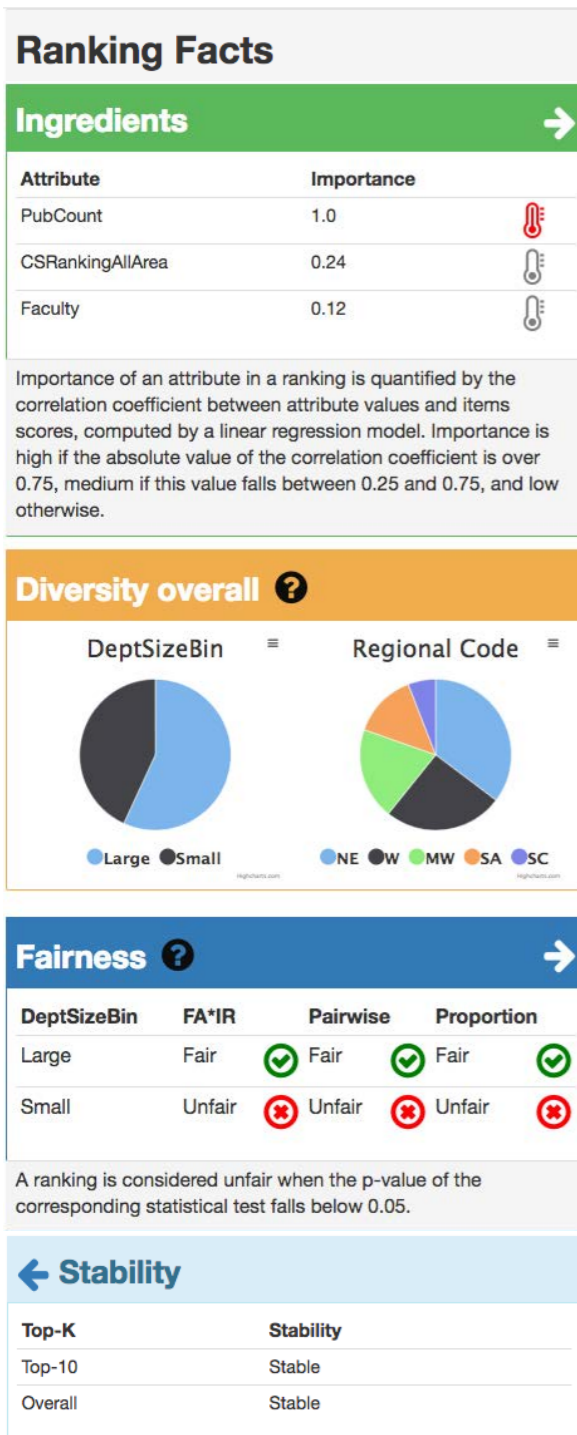 Ranking Facts
Ingredients
Attribute Importance
PubCount 1.0
CSRankingAllArea 0.24
Faculty 0.12
Importance of an attribute in a ranking is quantified by the
correlation coefficient between attribute values and items
scores, computed by a linear regression model. Importance is
high if the absolute value of the correlation coefficient is over
0.75, medium if this value falls between 0.25 and 0.75, and low
otherwise.
Diversity overall ?
DeptSizeBin Regional Code
Large Small NE W MW SA SC
Highcharts.com Highcharts.com
Fairness ?
DeptSizeBin FA*IR Pairwise Proportion
Large Fair Fair Fair
Small Unfair Unfair Unfair
A ranking is considered unfair when the p-value of the
corresponding statistical test falls below 0.05.
Stability
Top-K Stability
Top-10 Stable
Overall Stable